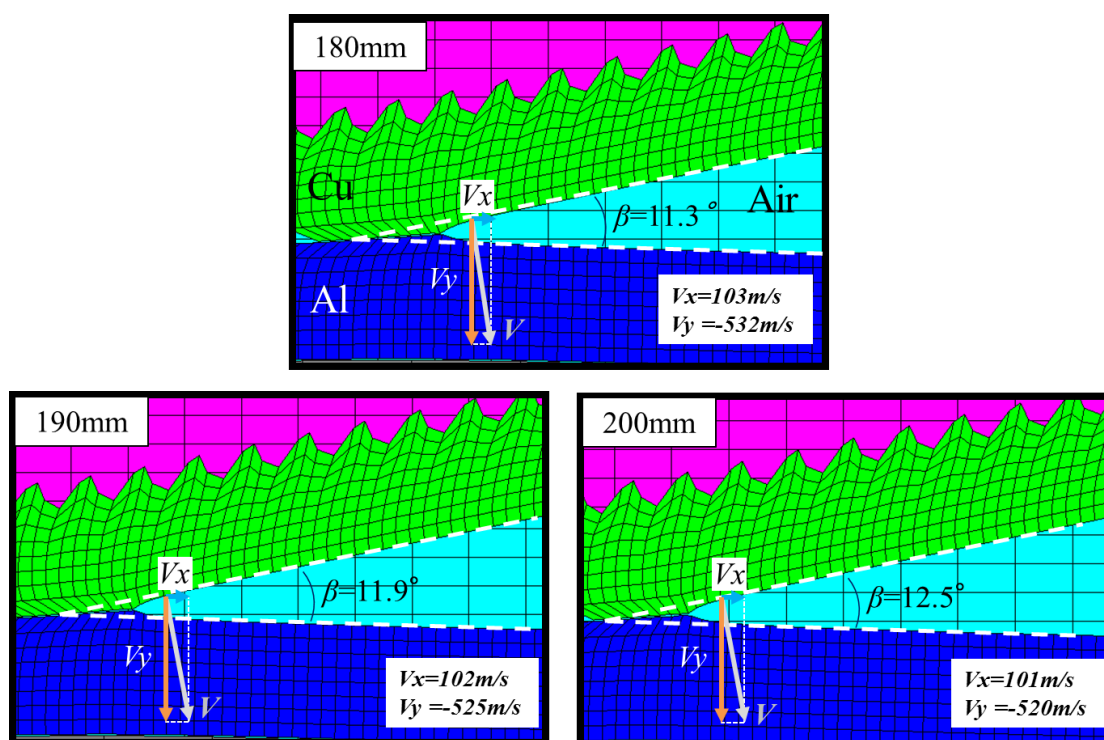 180mm
Cu
Vx
Air
β=11.3°
Vy
Al
V
Vx=103m/s
Vy =-532m/s
190mm
Vx
β=11.9°
Vy
V
Vx=102m/s
Vy =-525m/s
200mm
Vx
β=12.5°
Vy
V
Vx=101m/s
Vy =-520m/s